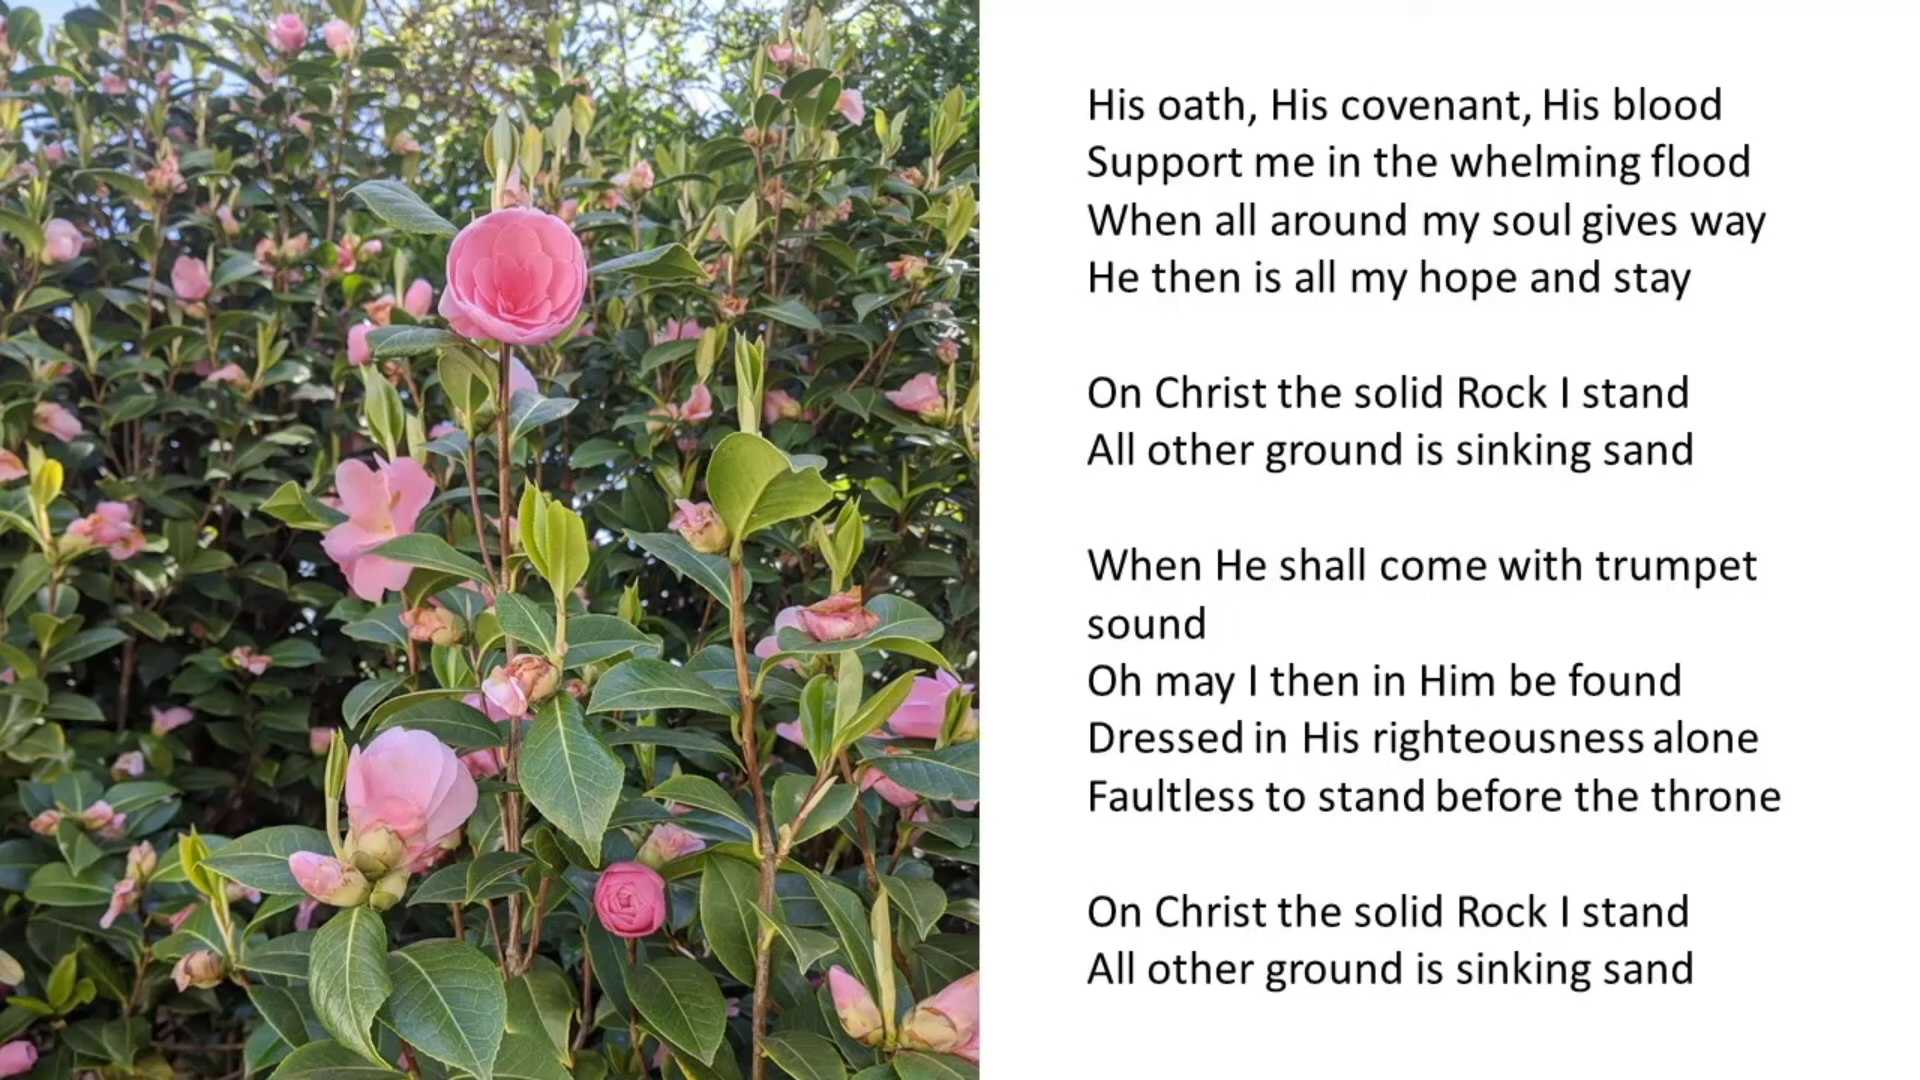 His oath, His covenant, His blood
Support me in the whelming flood
When all around my soul gives way
He then is all my hope and stay
On Christ the solid Rock I stand
All other ground is sinking sand
When He shall come with trumpet
sound
Oh may I then in Him be found
Dressed in His righteousness alone
Faultless to stand before the throne
On Christ the solid Rock I stand
All other ground is sinking sand